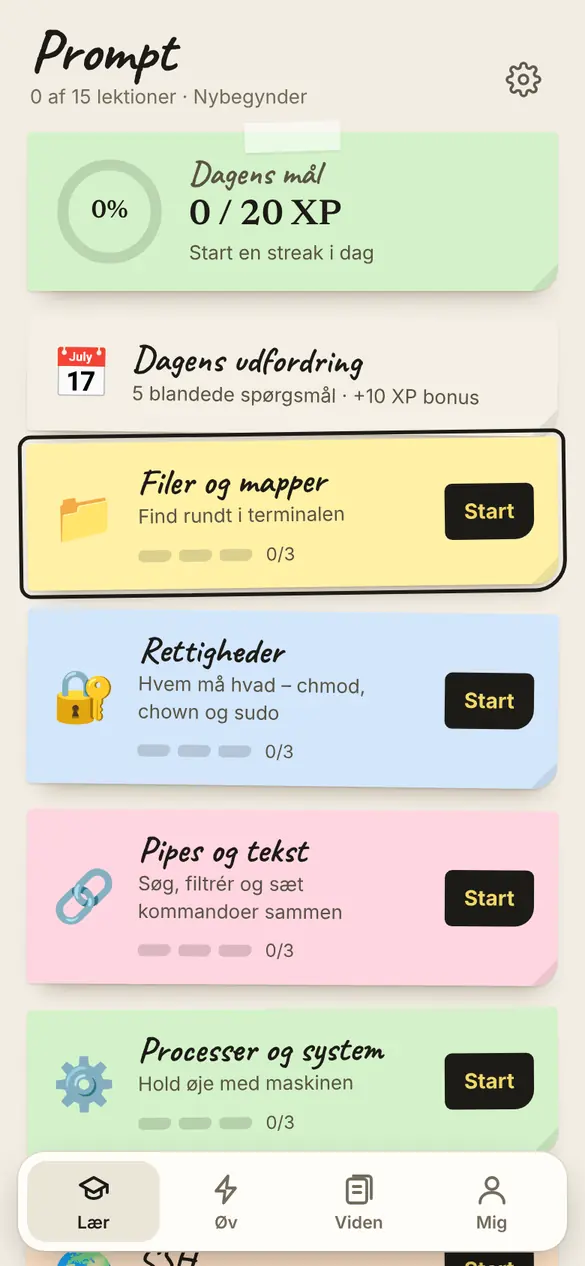 Prompt
0 af 15 lektioner · Nybegynder
0%
Dagens mål
0 / 20 XP
Start en streak i dag
July
17
Dagens udfordring
5 blandede spørgsmål · +10 XP bonus
Filer og mapper
Find rundt i terminalen
0/3
Start
Rettigheder
Hvem må hvad – chmod,
chown og sudo
0/3
Start
Pipes og tekst
Søg, filtrér og sæt
kommandoer sammen
0/3
Start
Processer og system
Hold øje med maskinen
0/3
Start
SSH
Start
Lær
Øv
Viden
Mig